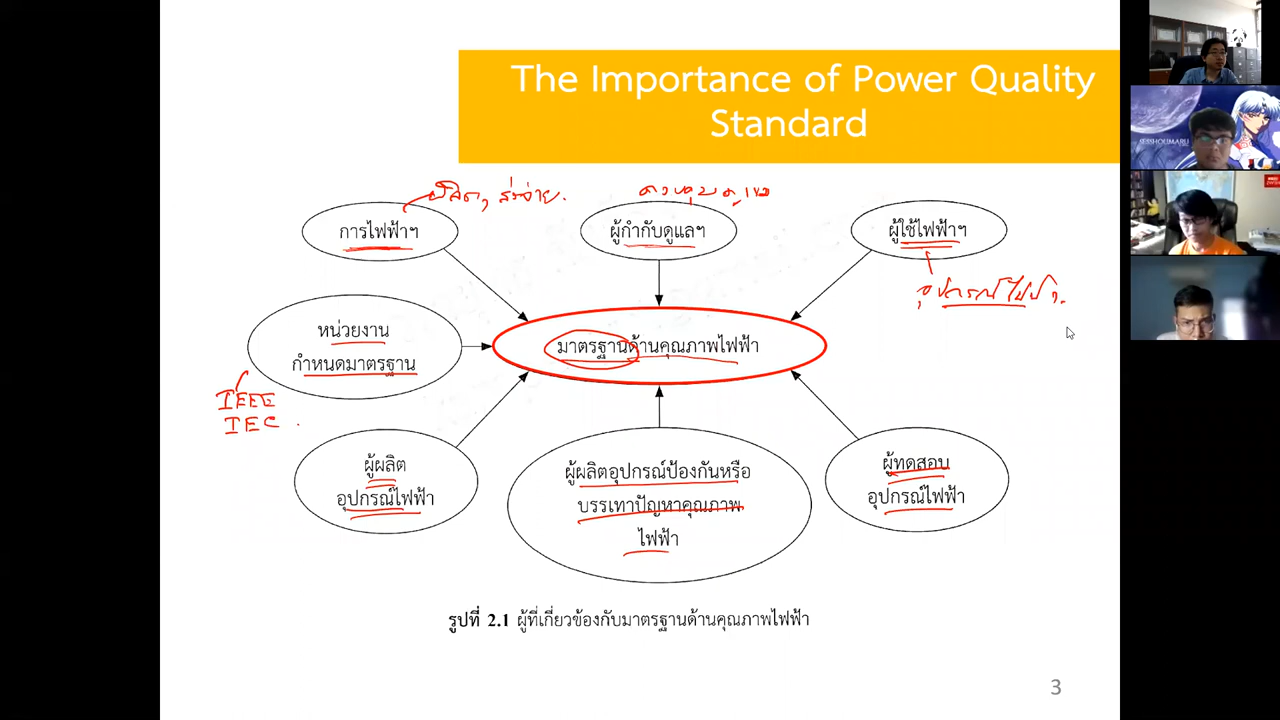 The Importance of Power Quality
Standard
ผลิต, ส่งจ่าย.
ควบคุม ดูแล
การไฟฟ้าฯ
ผู้กำกับดูแลฯ
ผู้ใช้ไฟฟ้าฯ
อุปกรณ์ไฟฟ้า.
หน่วยงาน
กำหนดมาตรฐาน
มาตรฐานด้านคุณภาพไฟฟ้า
IEEE
IEC
ผู้ผลิต
อุปกรณ์ไฟฟ้า
ผู้ผลิตอุปกรณ์ป้องกันหรือ
บรรเทาปัญหาคุณภาพ
ไฟฟ้า
ผู้ทดสอบ
อุปกรณ์ไฟฟ้า
รูปที่ 2.1 ผู้ที่เกี่ยวข้องกับมาตรฐานด้านคุณภาพไฟฟ้า
3
SESSHOUMARU